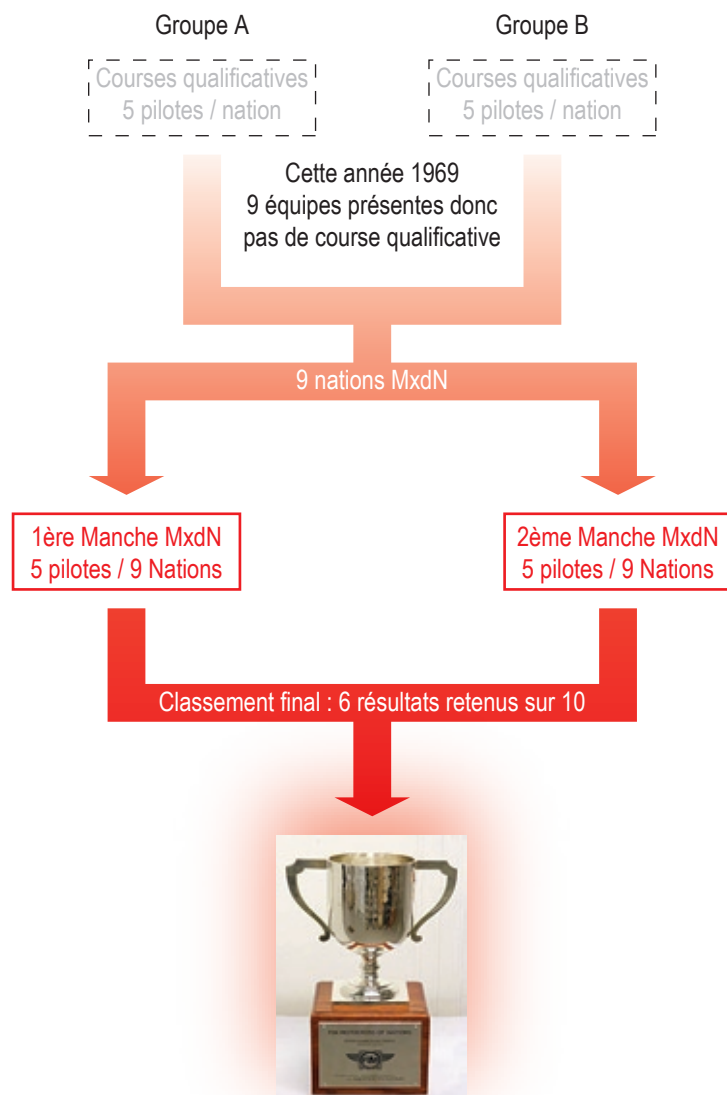 Groupe A
Groupe B
Courses qualificatives
5 pilotes / nation
Courses qualificatives
5 pilotes / nation
Cette année 1969
9 équipes présentes donc
pas de course qualificative
9 nations MxdN
1ère Manche MxdN
5 pilotes / 9 Nations
2ème Manche MxdN
5 pilotes / 9 Nations
Classement final : 6 résultats retenus sur 10